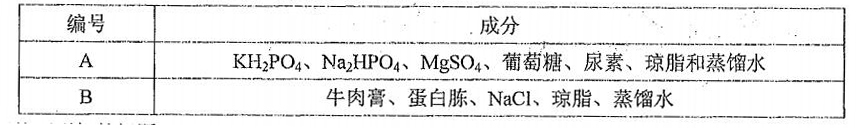 编号 成分
A KH₂PO₄、Na₂HPO₄、MgSO₄、葡萄糖、尿素、琼脂和蒸馏水
B 牛肉膏、蛋白胨、NaCl、琼脂、蒸馏水